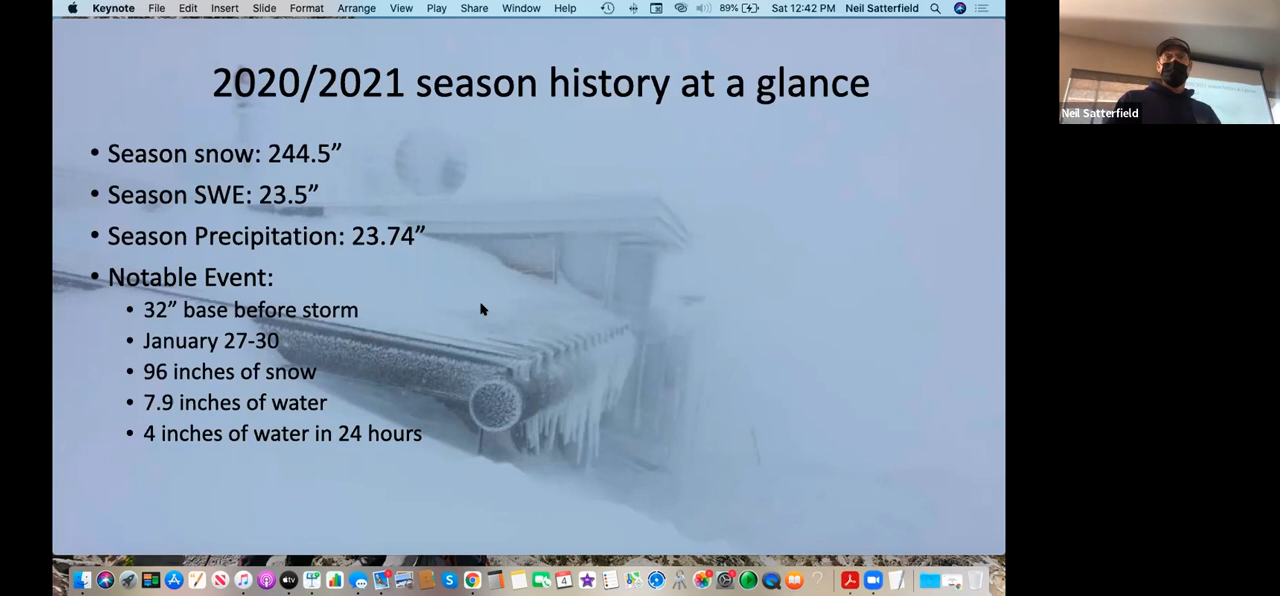 Keynote File Edit Insert Slide Format Arrange View Play Share Window Help 89% Sat 12:42 PM Neil Satterfield
2020/2021 season history at a glance
• Season snow: 244.5”
• Season SWE: 23.5”
• Season Precipitation: 23.74”
• Notable Event:
• 32” base before storm
• January 27-30
• 96 inches of snow
• 7.9 inches of water
• 4 inches of water in 24 hours
Neil Satterfield